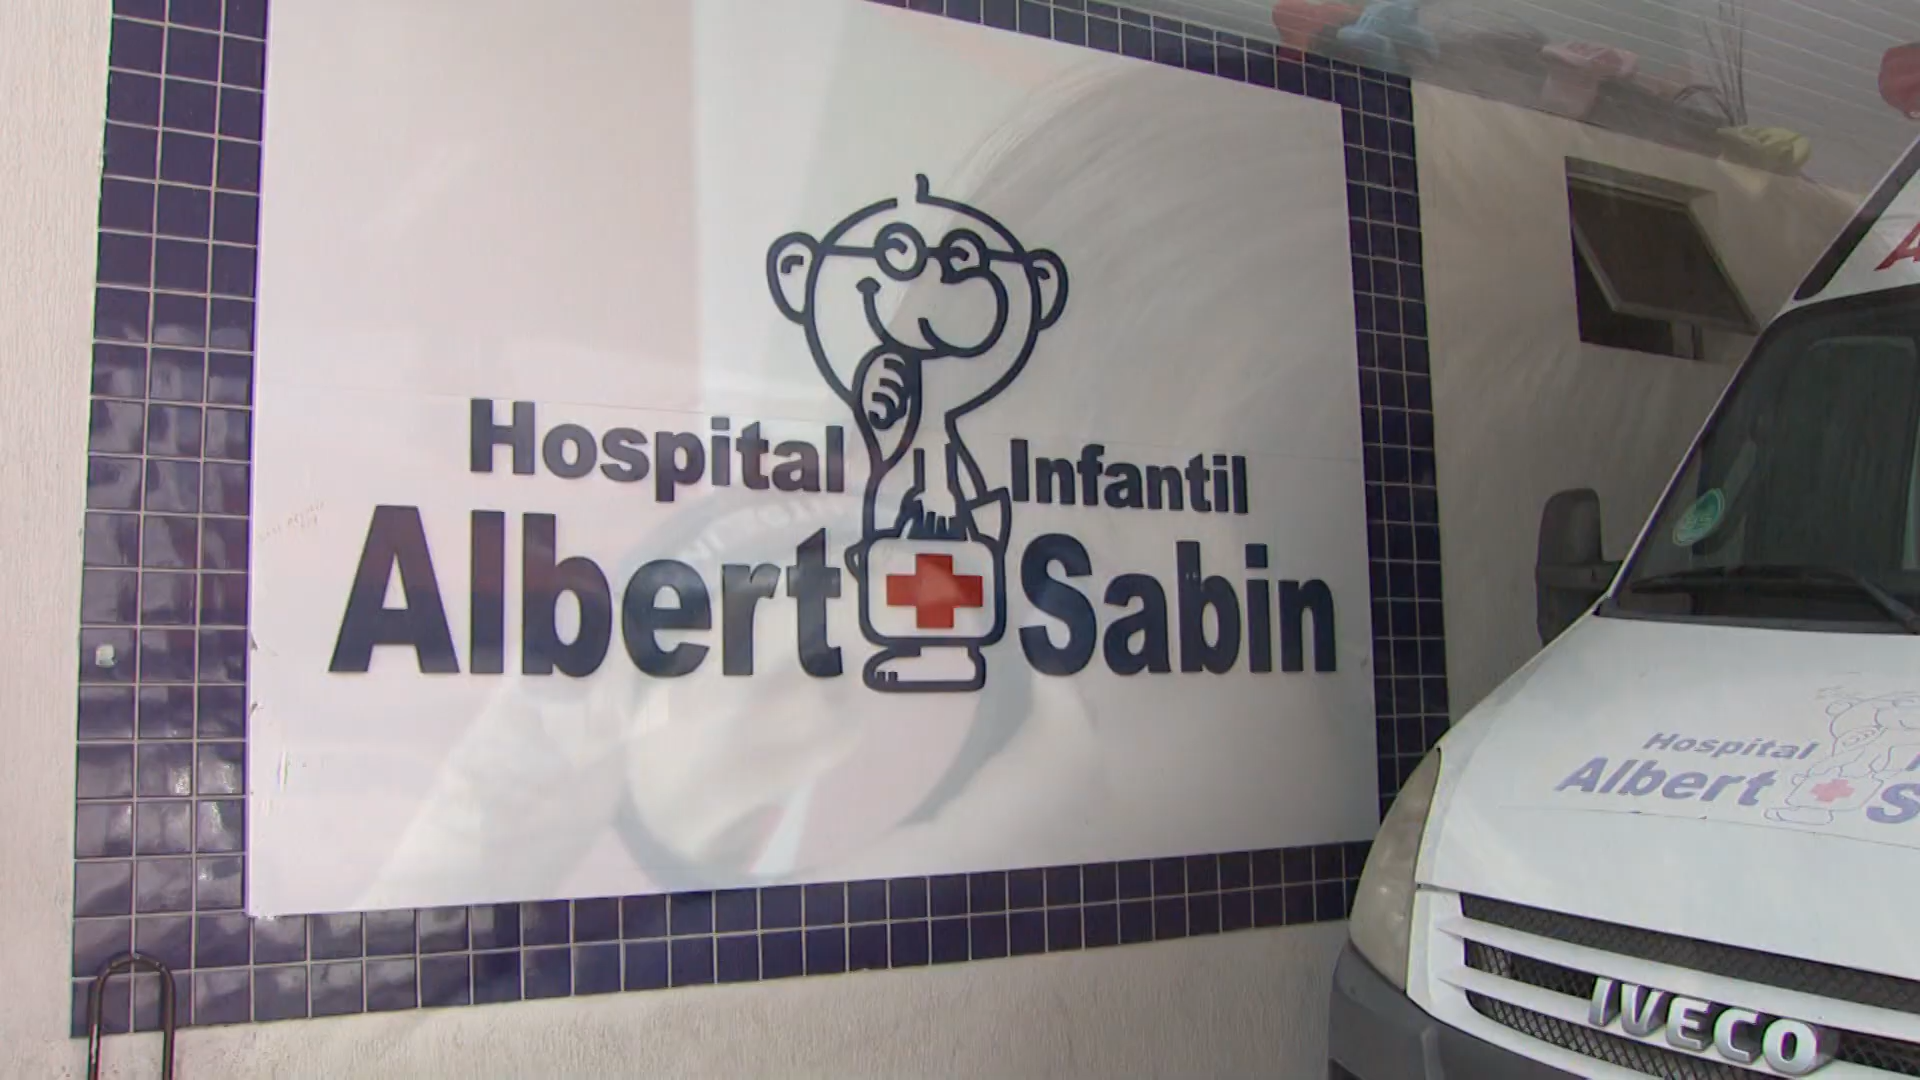 Hospital Infantil
Albert Sabin
Hospital
Albert S
IVECO